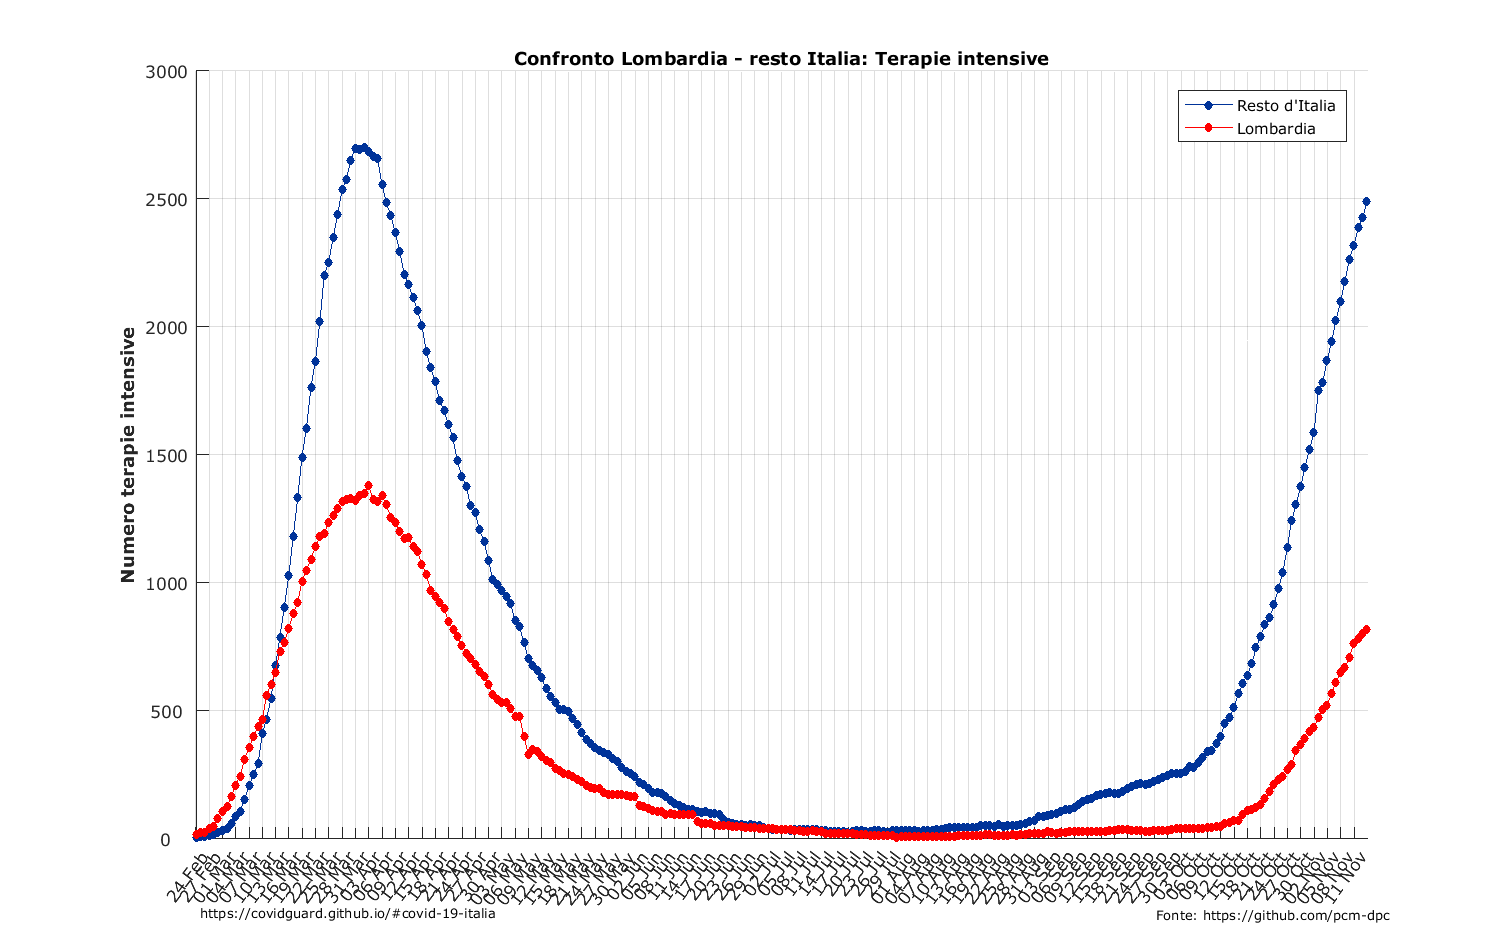 Confronto Lombardia - resto Italia: Terapie intensive
Resto d'Italia
Lombardia
Numero terapie intensive
3000
2500
2000
1500
1000
500
0
24 Feb
27 Feb
01 Mar
04 Mar
07 Mar
10 Mar
13 Mar
16 Mar
19 Mar
22 Mar
25 Mar
28 Mar
31 Mar
03 Apr
06 Apr
09 Apr
12 Apr
15 Apr
18 Apr
21 Apr
24 Apr
27 Apr
30 Apr
03 May
06 May
09 May
12 May
15 May
18 May
21 May
24 May
27 May
30 May
02 Jun
05 Jun
08 Jun
11 Jun
14 Jun
17 Jun
20 Jun
23 Jun
26 Jun
29 Jun
02 Jul
05 Jul
08 Jul
11 Jul
14 Jul
17 Jul
20 Jul
23 Jul
26 Jul
29 Jul
01 Aug
04 Aug
07 Aug
10 Aug
13 Aug
16 Aug
19 Aug
22 Aug
25 Aug
28 Aug
31 Aug
03 Sep
06 Sep
09 Sep
12 Sep
15 Sep
18 Sep
21 Sep
24 Sep
27 Sep
30 Sep
03 Oct
06 Oct
09 Oct
12 Oct
15 Oct
18 Oct
21 Oct
24 Oct
27 Oct
30 Oct
02 Nov
05 Nov
08 Nov
11 Nov
https://covidguard.github.io/#covid-19-italia
Fonte: https://github.com/pcm-dpc